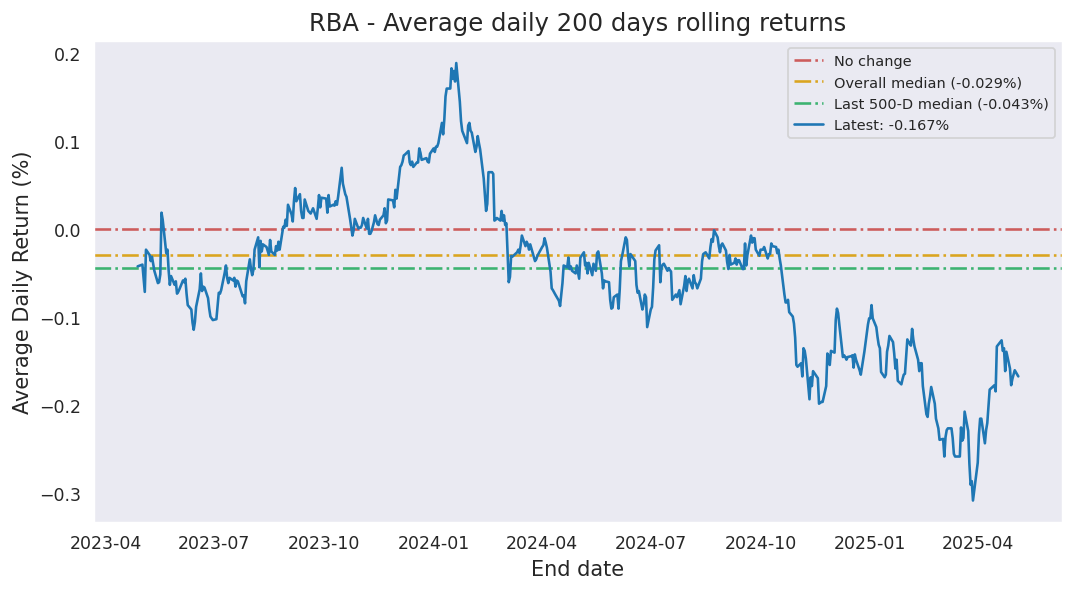 RBA - Average daily 200 days rolling returns
No change
Overall median (-0.029%)
Last 500-D median (-0.043%)
Latest: -0.167%
Average Daily Return (%)
0.2
0.1
0.0
−0.1
−0.2
−0.3
2023-04 2023-07 2023-10 2024-01 2024-04 2024-07 2024-10 2025-01 2025-04
End date